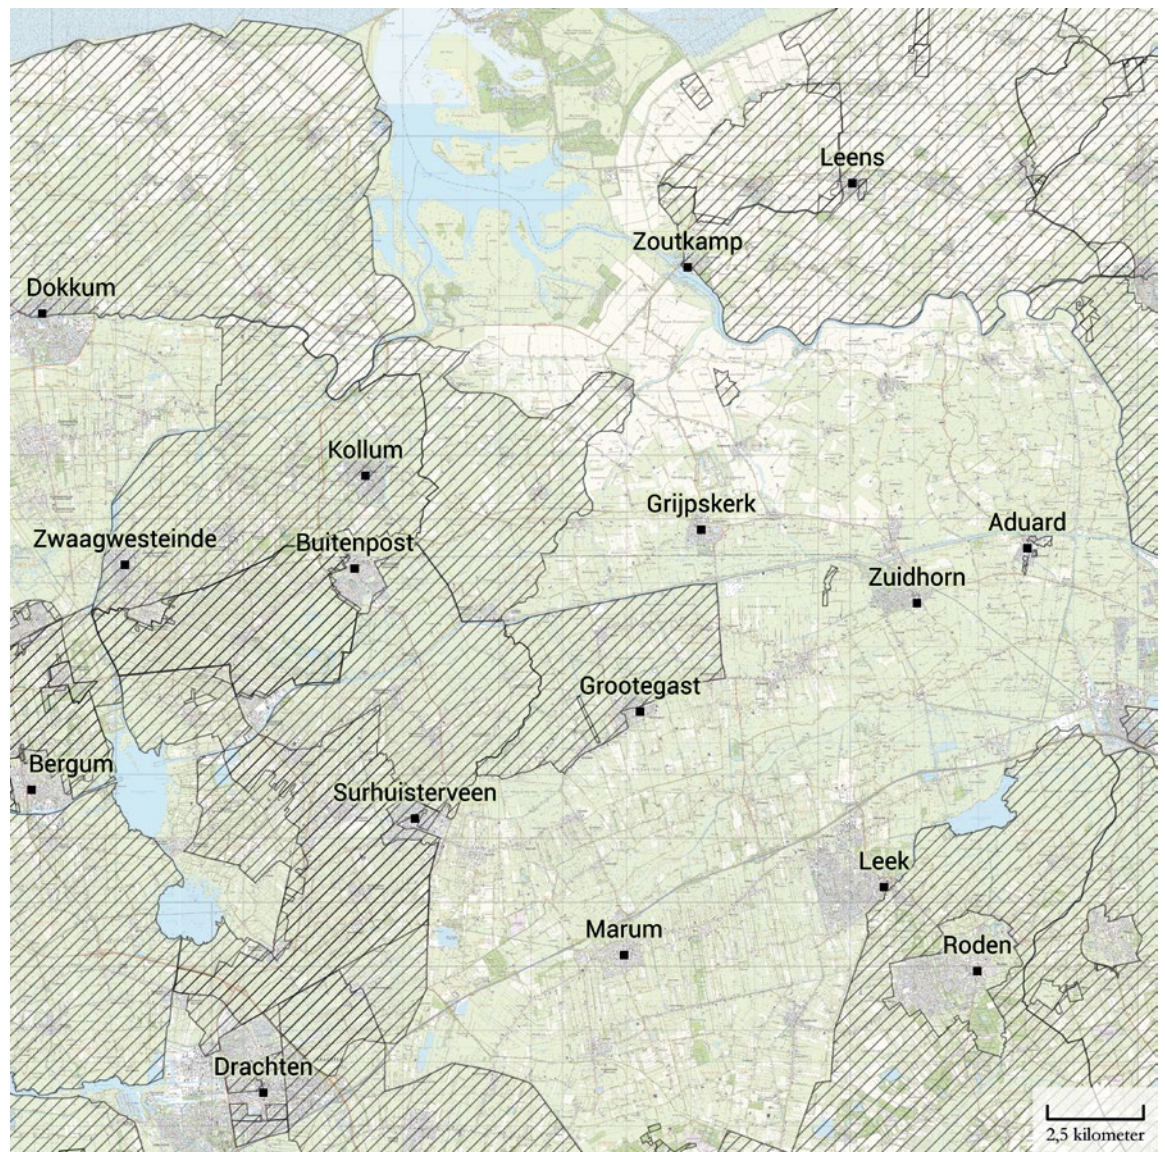 Leens
Zoutkamp
Dokkum
Kollum
Grijpskerk
Aduard
Zwaagwesteinde
Buitenpost
Zuidhorn
Grootegast
Bergum
Surhuisterveen
Leek
Marum
Roden
Drachten
2,5 kilometer